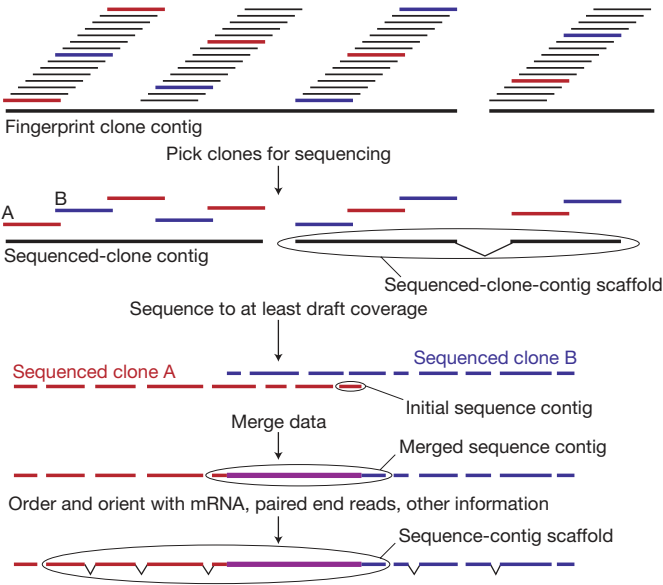 Fingerprint clone contig
Pick clones for sequencing
B
A
Sequenced-clone contig
Sequenced-clone-contig scaffold
Sequence to at least draft coverage
Sequenced clone A
Sequenced clone B
Initial sequence contig
Merge data
Merged sequence contig
Order and orient with mRNA, paired end reads, other information
Sequence-contig scaffold